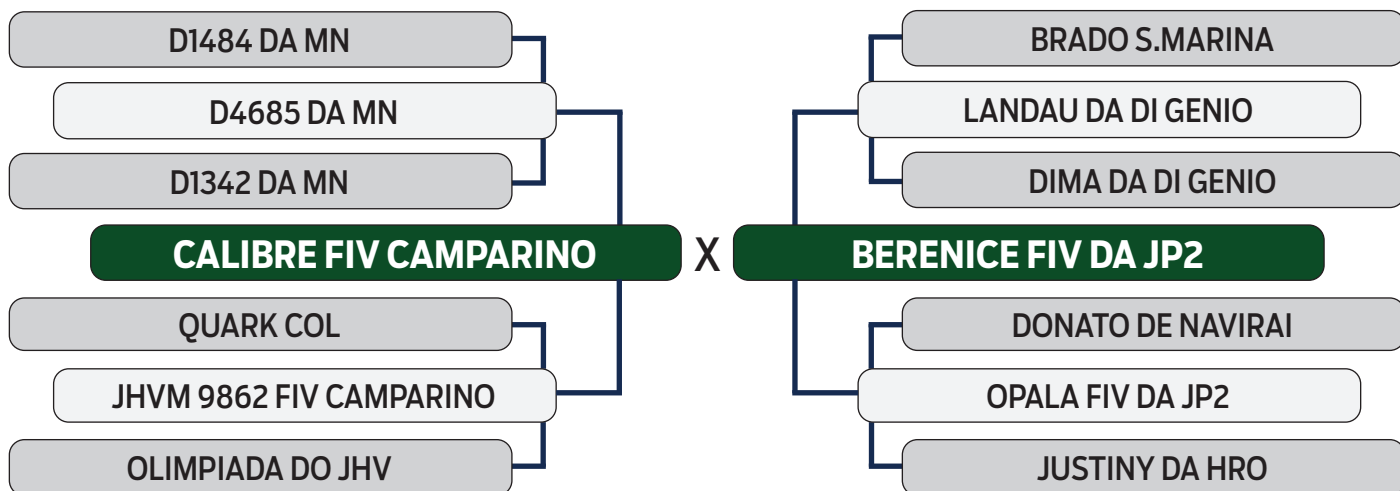 D1484 DA MN
D4685 DA MN
D1342 DA MN
CALIBRE FIV CAMPARINO
QUARK COL
JHVM 9862 FIV CAMPARINO
OLIMPIADA DO JHV
X
BRADO S.MARINA
LANDAU DA DI GENIO
DIMA DA DI GENIO
BERENICE FIV DA JP2
DONATO DE NAVIRAI
OPALA FIV DA JP2
JUSTINY DA HRO